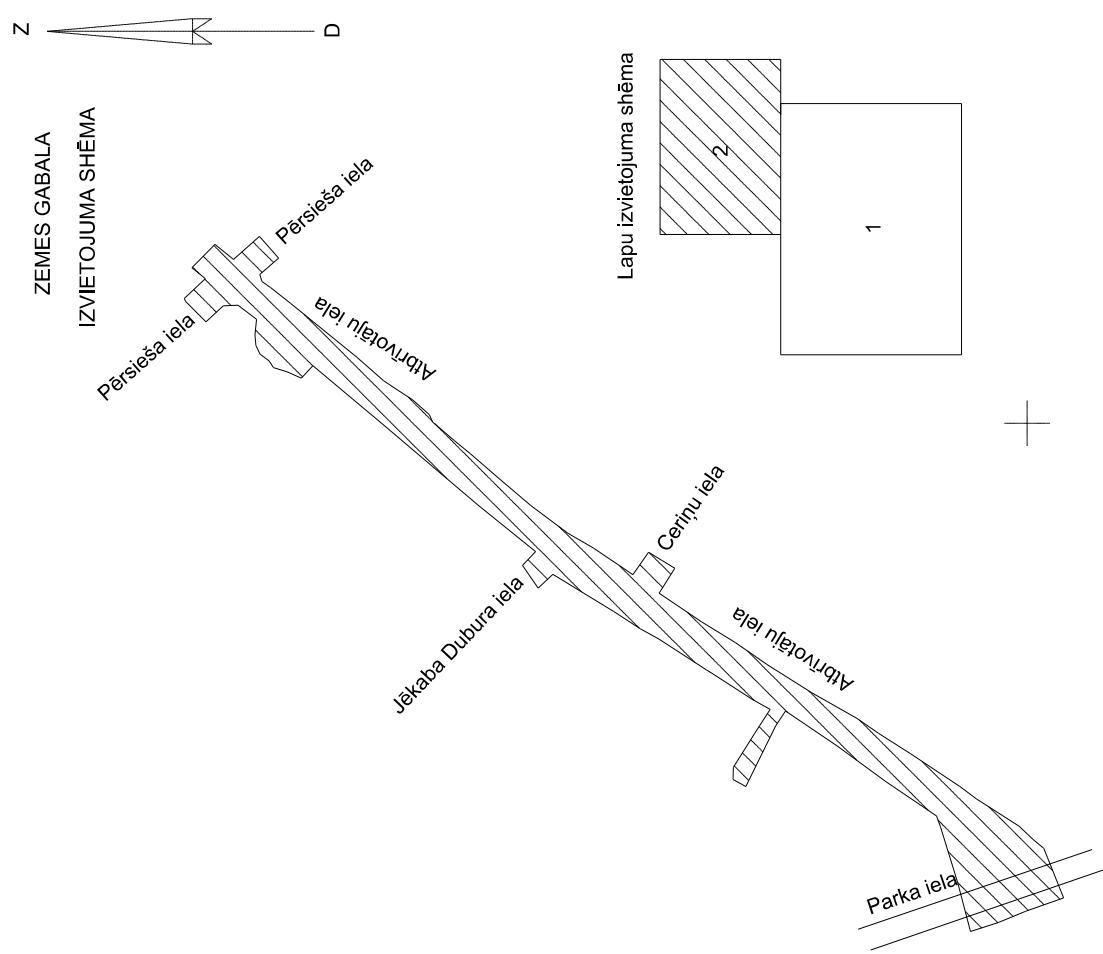 Z
D
ZEMES GABALA
IZVIETOJUMA SHĒMA
Pērsieša iela
Pērsieša iela
Atbrīvotāju iela
Jēkaba Dubura iela
Ceriņu iela
Atbrīvotāju iela
Parka iela
Lapu izvietojuma shēma
2
1